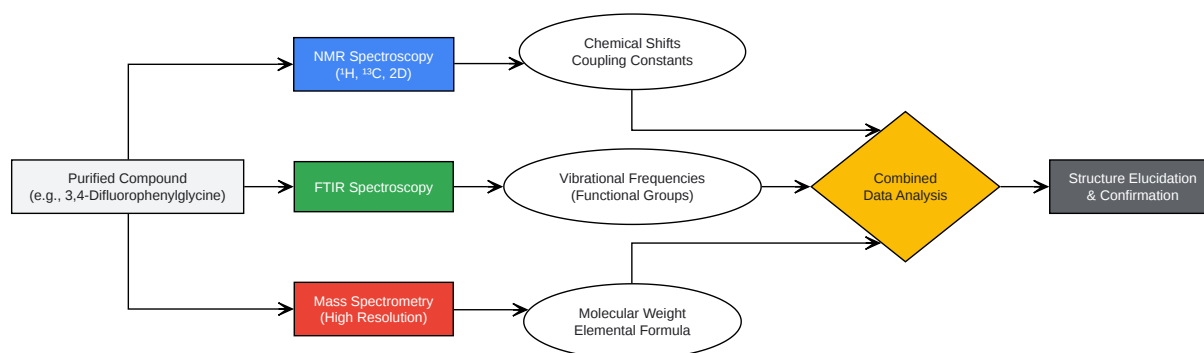 NMR Spectroscopy
(¹H, ¹³C, 2D)
Chemical Shifts
Coupling Constants
Purified Compound
(e.g., 3,4-Difluorophenylglycine)
FTIR Spectroscopy
Vibrational Frequencies
(Functional Groups)
Combined
Data Analysis
Structure Elucidation
& Confirmation
Mass Spectrometry
(High Resolution)
Molecular Weight
Elemental Formula